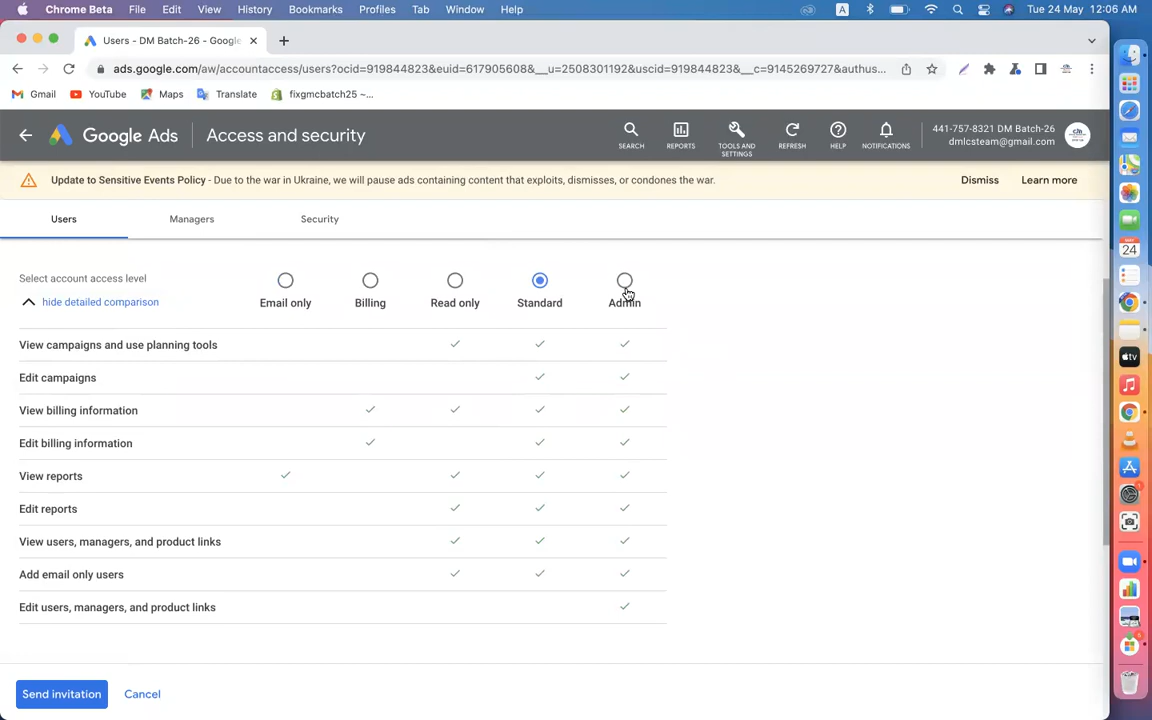 Chrome Beta File Edit View History Bookmarks Profiles Tab Window Help A Tue 24 May 12:06 AM
Users - DM Batch-26 - Google
ads.google.com/aw/accountaccess/users?ocid=919844823&euid=617905608&__u=2508301192&uscid=919844823&__c=9145269727&authus...
Gmail YouTube Maps Translate fixgmcbatch25 ~...
Google Ads Access and security
SEARCH REPORTS TOOLS AND SETTINGS REFRESH HELP NOTIFICATIONS
441-757-8321 DM Batch-26
dmlcsteam@gmail.com
Update to Sensitive Events Policy - Due to the war in Ukraine, we will pause ads containing content that exploits, dismisses, or condones the war. Dismiss Learn more
Users Managers Security
Select account access level
hide detailed comparison
Email only Billing Read only Standard Admin
View campaigns and use planning tools
Edit campaigns
View billing information
Edit billing information
View reports
Edit reports
View users, managers, and product links
Add email only users
Edit users, managers, and product links
Send invitation Cancel
24
tv